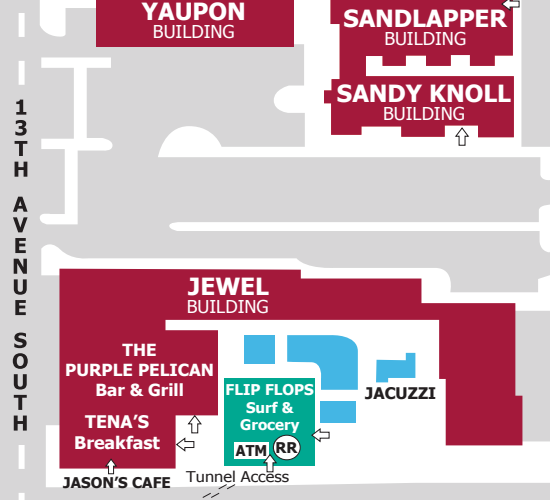 YAUPON
BUILDING
SANDLAPPER
BUILDING
SANDY KNOLL
BUILDING
13TH AVENUE SOUTH
JEWEL
BUILDING
THE
PURPLE PELICAN
Bar & Grill
TENA'S
Breakfast
JASON'S CAFE
FLIP FLOPS
Surf &
Grocery
ATM
RR
JACUZZI
Tunnel Access